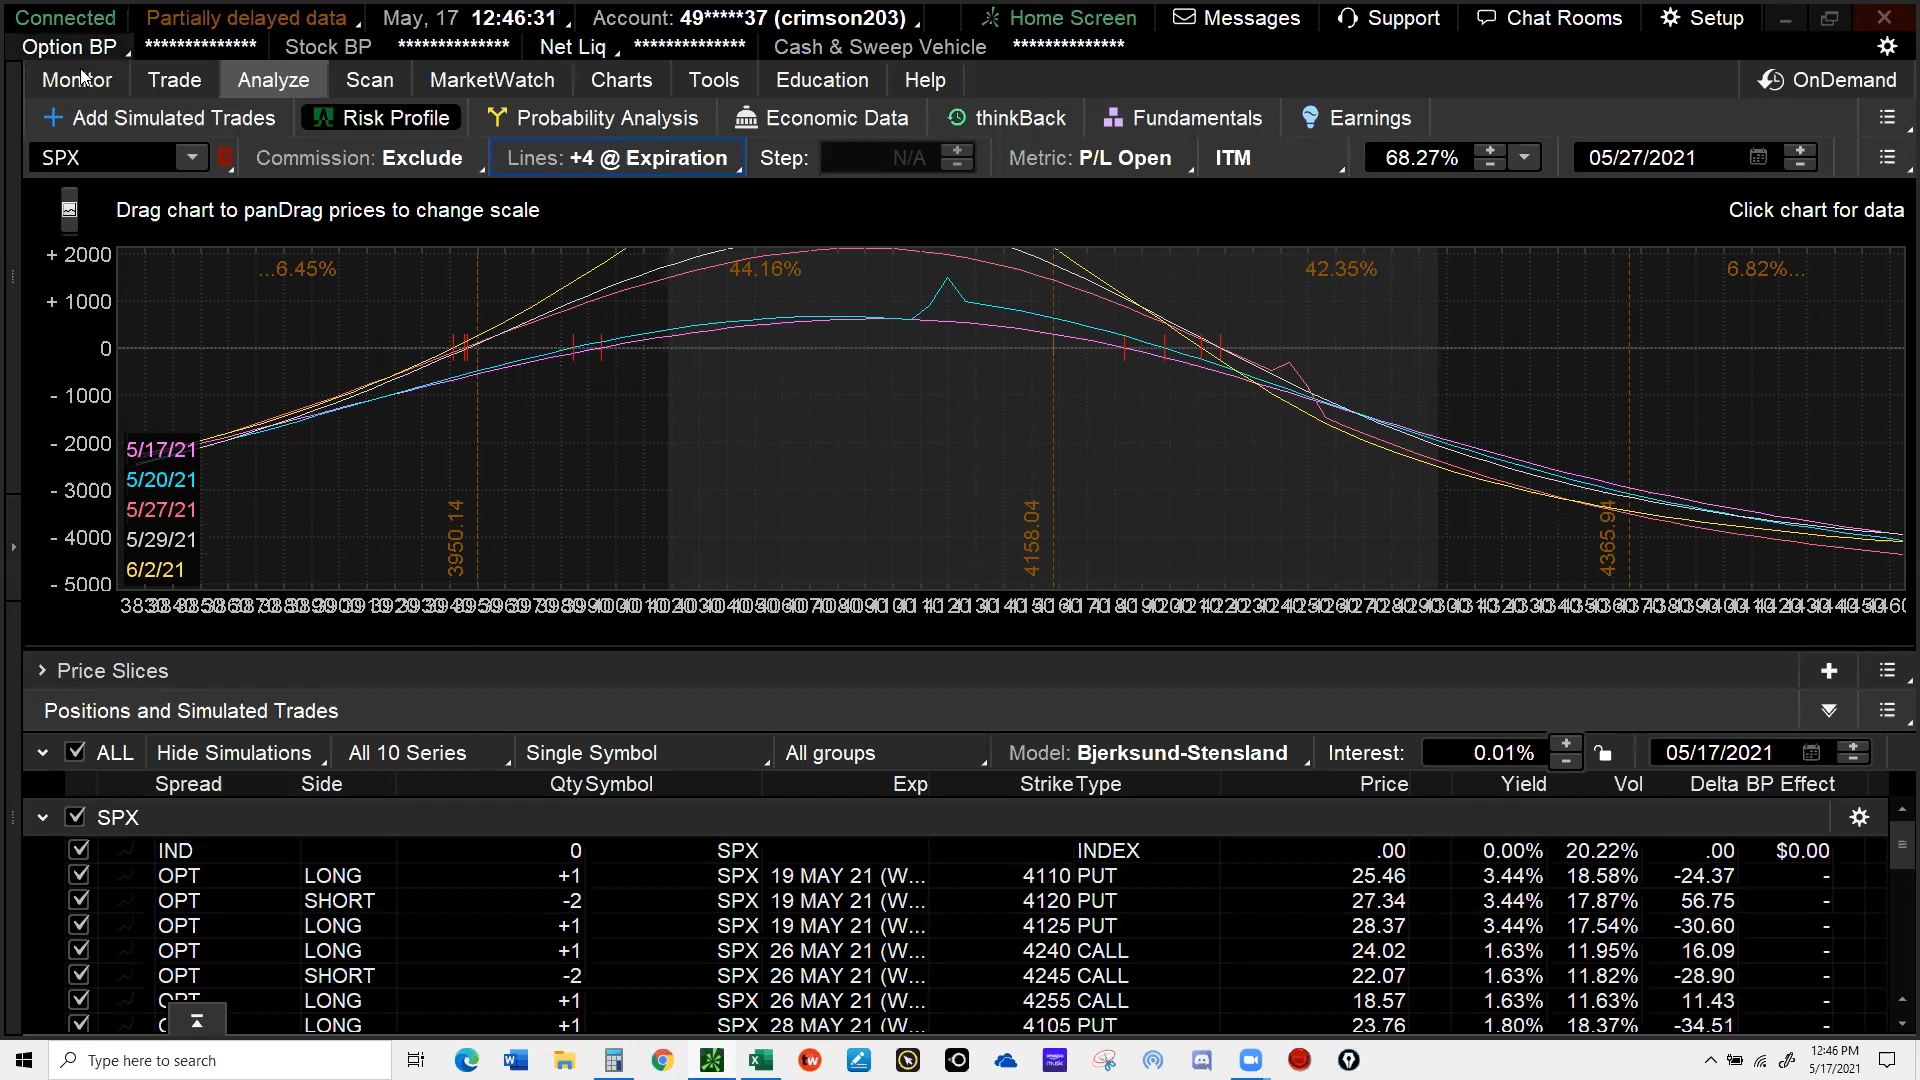 Connected Partially delayed data May, 17 12:46:31 Account: 49*****37 (crimson203) Home Screen Messages Support Chat Rooms Setup
Option BP ************** Stock BP ************** Net Liq ************** Cash & Sweep Vehicle **************
Monitor Trade Analyze Scan MarketWatch Charts Tools Education Help OnDemand
Add Simulated Trades Risk Profile Probability Analysis Economic Data thinkBack Fundamentals Earnings
SPX Commission: Exclude Lines: +4 @ Expiration Step: N/A Metric: P/L Open ITM 68.27% 05/27/2021
Drag chart to panDrag prices to change scale Click chart for data
+ 2000
+ 1000
0
- 1000
- 2000
- 3000
- 4000
- 5000
...6.45% 44.16% 42.35% 6.82%...
3950.14 4158.04 4365.94
5/17/21
5/20/21
5/27/21
5/29/21
6/2/21
Price Slices
Positions and Simulated Trades
ALL Hide Simulations All 10 Series Single Symbol All groups Model: Bjerksund-Stensland Interest: 0.01% 05/17/2021
Spread Side Qty Symbol Exp Strike Type Price Yield Vol Delta BP Effect
SPX
IND 0 SPX INDEX .00 0.00% 20.22% .00 $0.00
OPT LONG +1 SPX 19 MAY 21 (W... 4110 PUT 25.46 3.44% 18.58% -24.37 -
OPT SHORT -2 SPX 19 MAY 21 (W... 4120 PUT 27.34 3.44% 17.87% 56.75 -
OPT LONG +1 SPX 19 MAY 21 (W... 4125 PUT 28.37 3.44% 17.54% -30.60 -
OPT LONG +1 SPX 26 MAY 21 (W... 4240 CALL 24.02 1.63% 11.95% 16.09 -
OPT SHORT -2 SPX 26 MAY 21 (W... 4245 CALL 22.07 1.63% 11.82% -28.90 -
OPT LONG +1 SPX 26 MAY 21 (W... 4255 CALL 18.57 1.63% 11.63% 11.43 -
LONG +1 SPX 28 MAY 21 (W... 4105 PUT 23.76 1.80% 18.37% -34.51 -
Type here to search
12:46 PM
5/17/2021